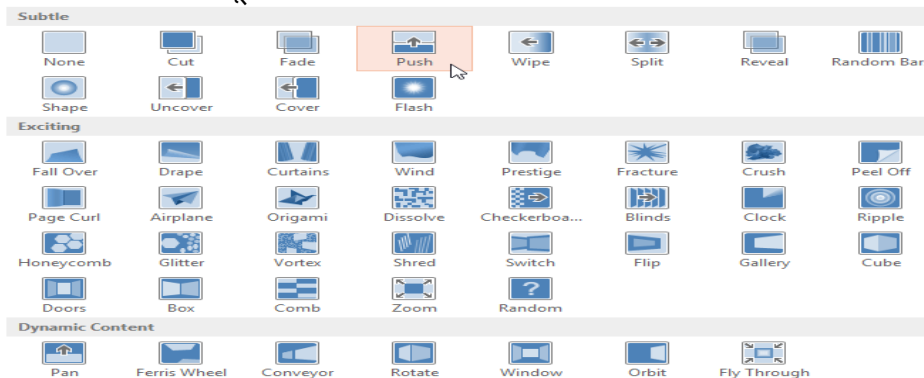 Subtle
None Cut Fade Push Wipe Split Reveal Random Bar
Shape Uncover Cover Flash
Exciting
Fall Over Drape Curtains Wind Prestige Fracture Crush Peel Off
Page Curl Airplane Origami Dissolve Checkerboa... Blinds Clock Ripple
Honeycomb Glitter Vortex Shred Switch Flip Gallery Cube
Doors Box Comb Zoom ? Random
Dynamic Content
Pan Ferris Wheel Conveyor Rotate Window Orbit Fly Through